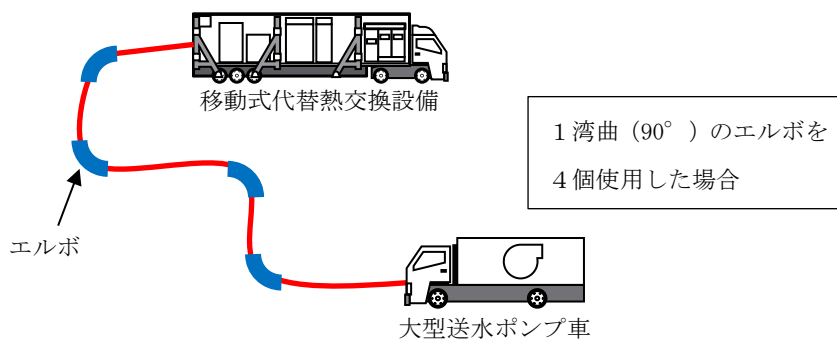 移動式代替熱交換設備
1湾曲（90°）のエルボを
4個使用した場合
エルボ
大型送水ポンプ車